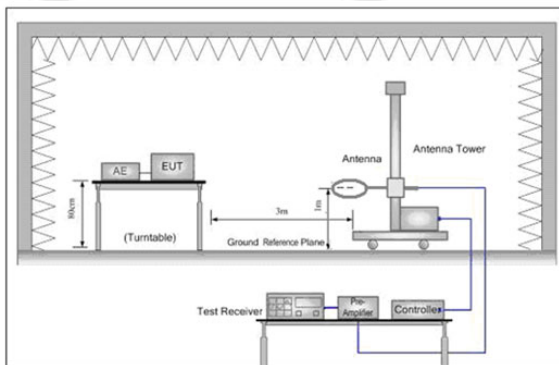 Antenna
Antenna Tower
AE
EUT
80cm
(Turntable)
3m
1m
Ground Reference Plane
Test Receiver
Pre-
Amplifier
Controller